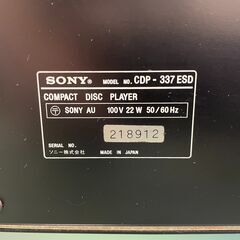 SONY® MODEL NO. CDP-337ESD
COMPACT DISC PLAYER
〒 SONY AU 100V 22W 50/60Hz
218912
SERIAL NO.
ソニー株式会社 MADE IN JAPAN